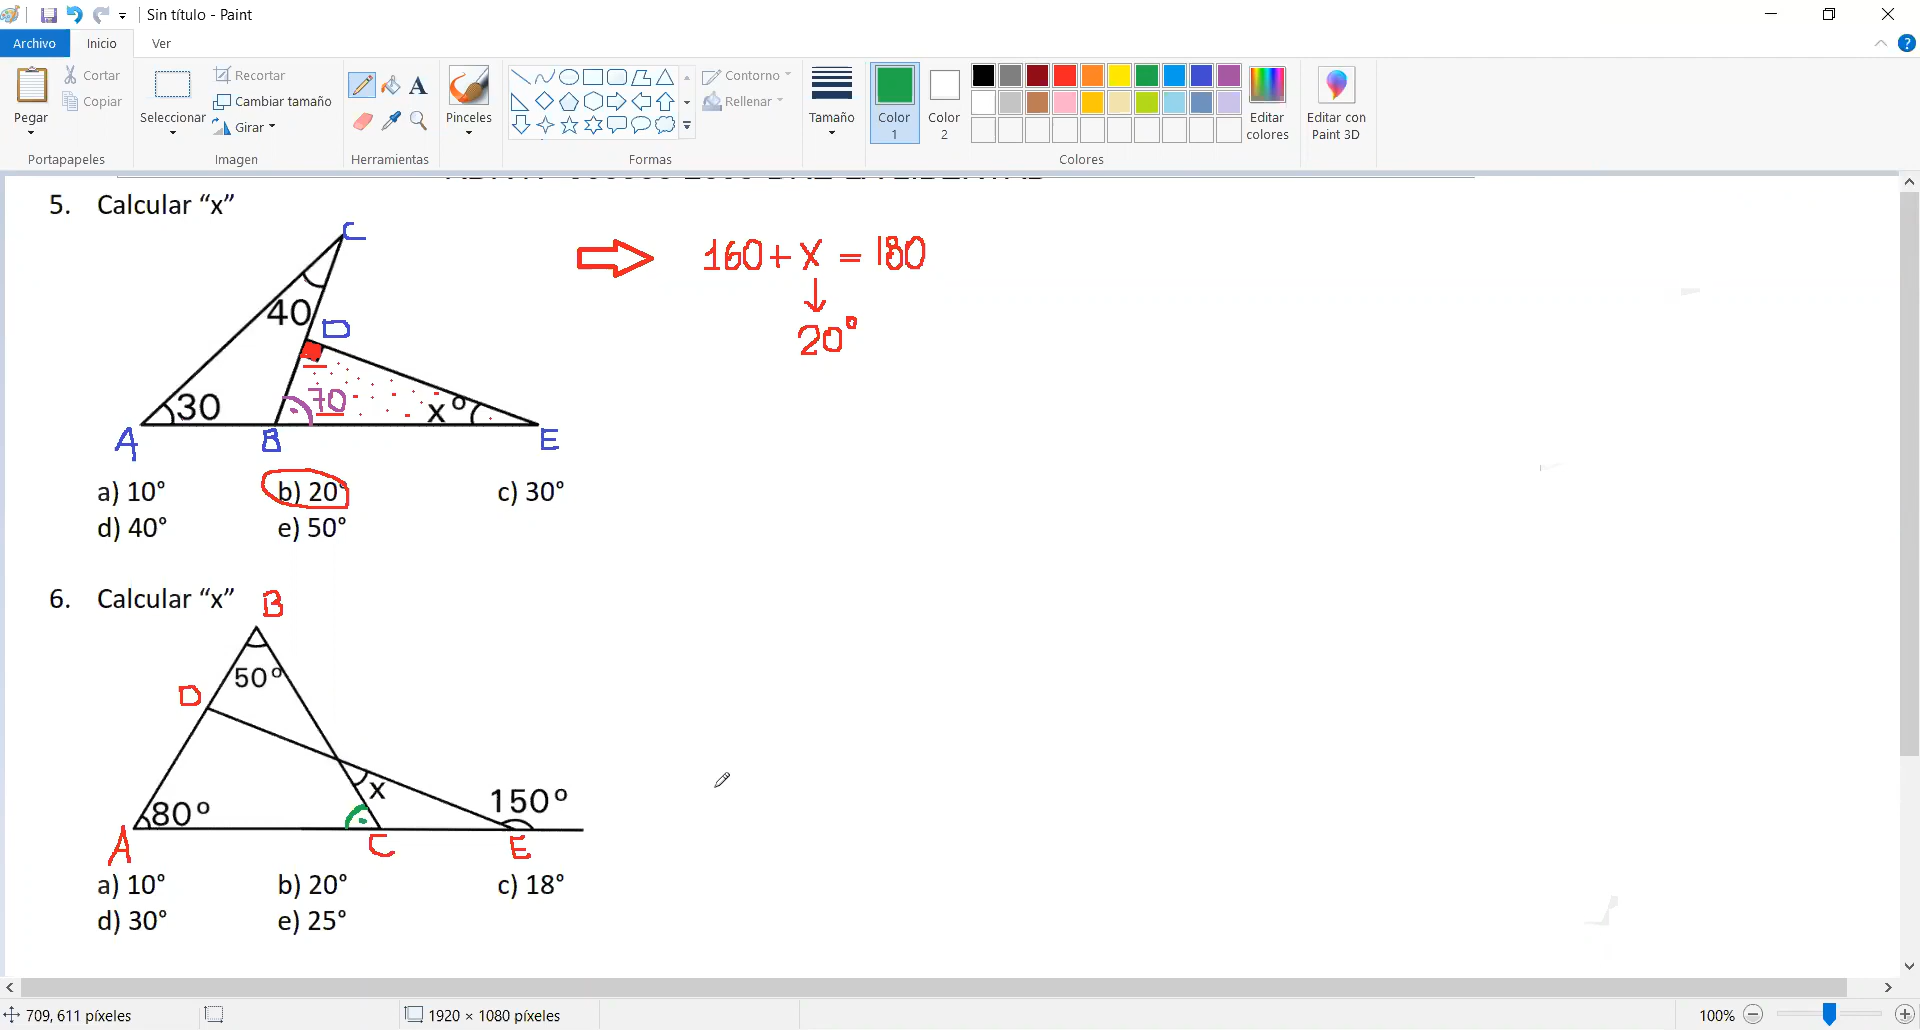 Sin título - Paint
Archivo Inicio Ver
Pegar
Cortar
Copiar
Portapapeles
Seleccionar
Recortar
Cambiar tamaño
Girar
Imagen
A
Herramientas
Pinceles
Contorno
Rellenar
Formas
Tamaño
Color 1
Color 2
Editar colores
Editar con Paint 3D
Colores
5. Calcular “x”
C
40
D
30
70
x°
A B E
160 + X = 180
20°
a) 10° b) 20° c) 30°
d) 40° e) 50°
6. Calcular “x”
B
50°
D
x
150°
80°
A C E
a) 10° b) 20° c) 18°
d) 30° e) 25°
709, 611 píxeles
1920 × 1080 píxeles
100%